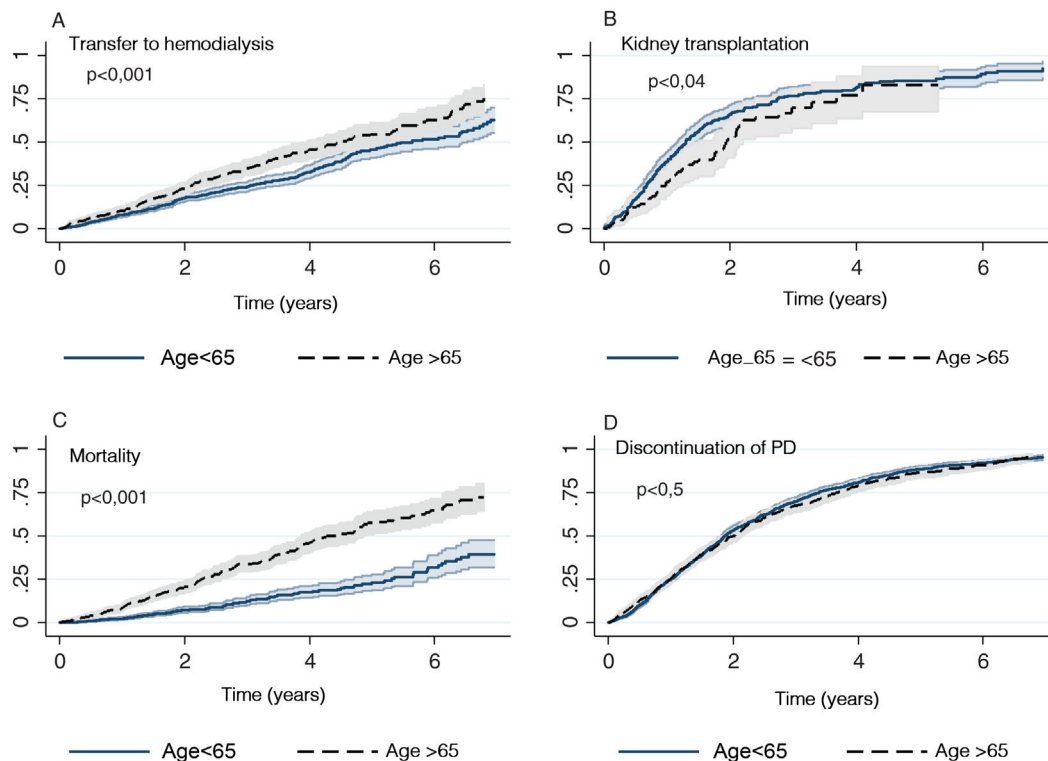 A
Transfer to hemodialysis
p<0,001
1
.75
.5
.25
0
0 2 4 6
Time (years)
Age<65 Age >65
B
Kidney transplantation
p<0,04
1
.75
.5
.25
0
0 2 4 6
Time (years)
Age_65 = <65 Age >65
C
Mortality
p<0,001
1
.75
.5
.25
0
0 2 4 6
Time (years)
Age<65 Age >65
D
Discontinuation of PD
p<0,5
1
.75
.5
.25
0
0 2 4 6
Time (years)
Age<65 Age >65